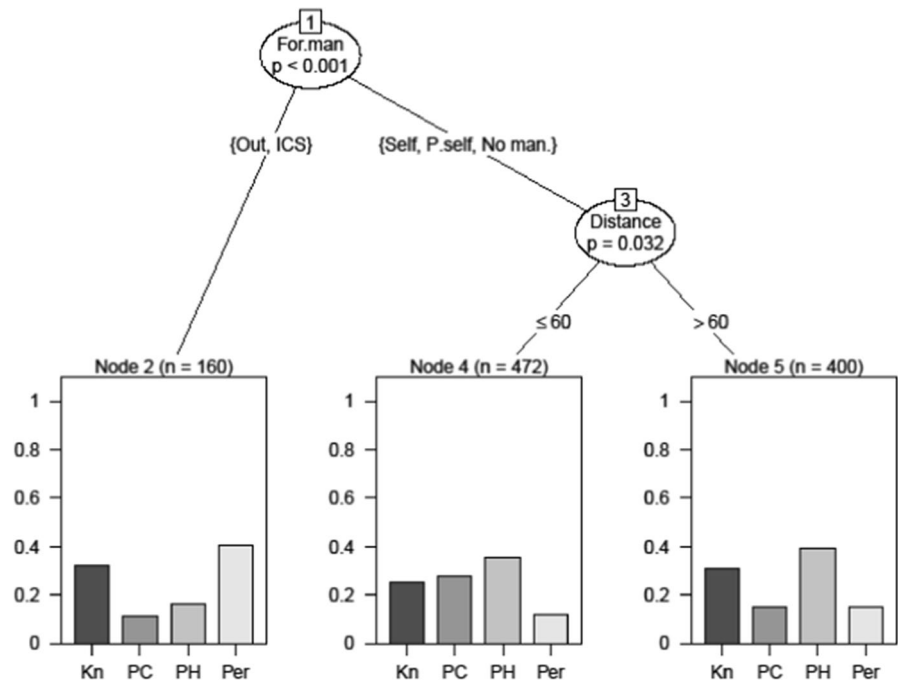 1
For.man
p < 0.001
{Out, ICS}
{Self, P.self, No man.}
3
Distance
p = 0.032
≤ 60
> 60
Node 2 (n = 160)
1
0.8
0.6
0.4
0.2
0
Kn PC PH Per
Node 4 (n = 472)
1
0.8
0.6
0.4
0.2
0
Kn PC PH Per
Node 5 (n = 400)
1
0.8
0.6
0.4
0.2
0
Kn PC PH Per